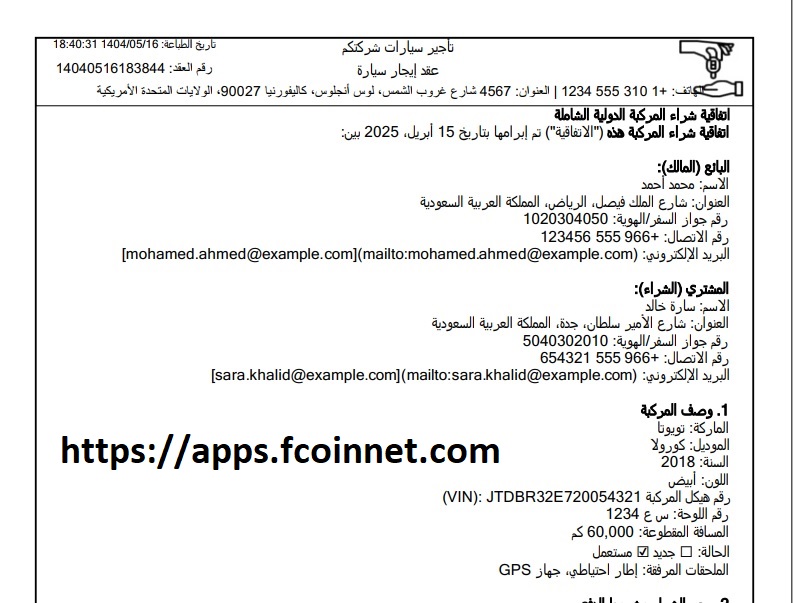 تأجير سيارات شركتكم
تاريخ الطباعة: 1404/05/16 18:40:31
عقد إيجار سيارة
رقم العقد: 14040516183844
الهاتف: +1 310 555 1234 | العنوان: 4567 شارع غروب الشمس، لوس أنجلوس، كاليفورنيا 90027، الولايات المتحدة الأمريكية
اتفاقية شراء المركبة الدولية الشاملة
اتفاقية شراء المركبة هذه ("الاتفاقية") تم إبرامها بتاريخ 15 أبريل، 2025 بين:
البائع (المالك):
الاسم: محمد أحمد
العنوان: شارع الملك فيصل، الرياض، المملكة العربية السعودية
رقم جواز السفر/الهوية: 1020304050
رقم الاتصال: +966 555 123456
البريد الإلكتروني: [mohamed.ahmed@example.com](mailto:mohamed.ahmed@example.com)
المشتري (الشراء):
الاسم: سارة خالد
العنوان: شارع الأمير سلطان، جدة، المملكة العربية السعودية
رقم جواز السفر/الهوية: 5040302010
رقم الاتصال: +966 555 654321
البريد الإلكتروني: [sara.khalid@example.com](mailto:sara.khalid@example.com)
1. وصف المركبة
الماركة: تويوتا
الموديل: كورولا
السنة: 2018
اللون: أبيض
رقم هيكل المركبة (VIN): JTDBR32E720054321
رقم اللوحة: س ع 1234
المسافة المقطوعة: 60,000 كم
الحالة: ☐ جديد ☑ مستعمل
الملحقات المرفقة: إطار احتياطي، جهاز GPS
https://apps.fcoinnet.com